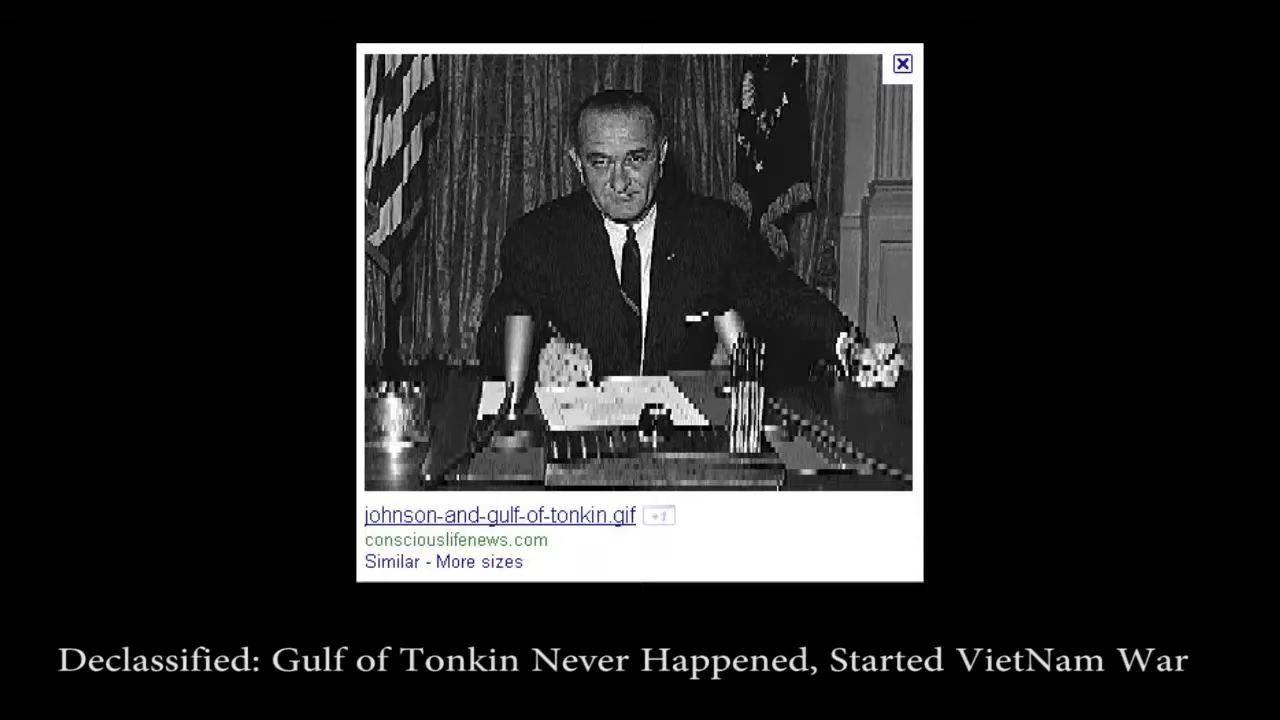 johnson-and-gulf-of-tonkin.gif +1
consciouslifenews.com
Similar - More sizes
Declassified: Gulf of Tonkin Never Happened, Started VietNam War